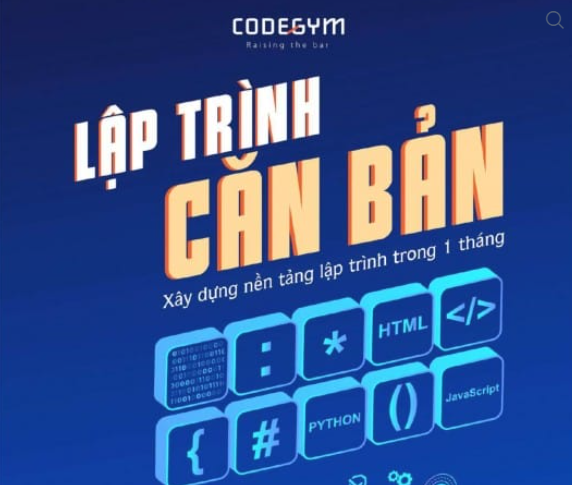 CODEGYM
Raising the bar
LẬP TRÌNH
CĂN BẢN
Xây dựng nền tảng lập trình trong 1 tháng
: * HTML </>
{ # PYTHON () JavaScript